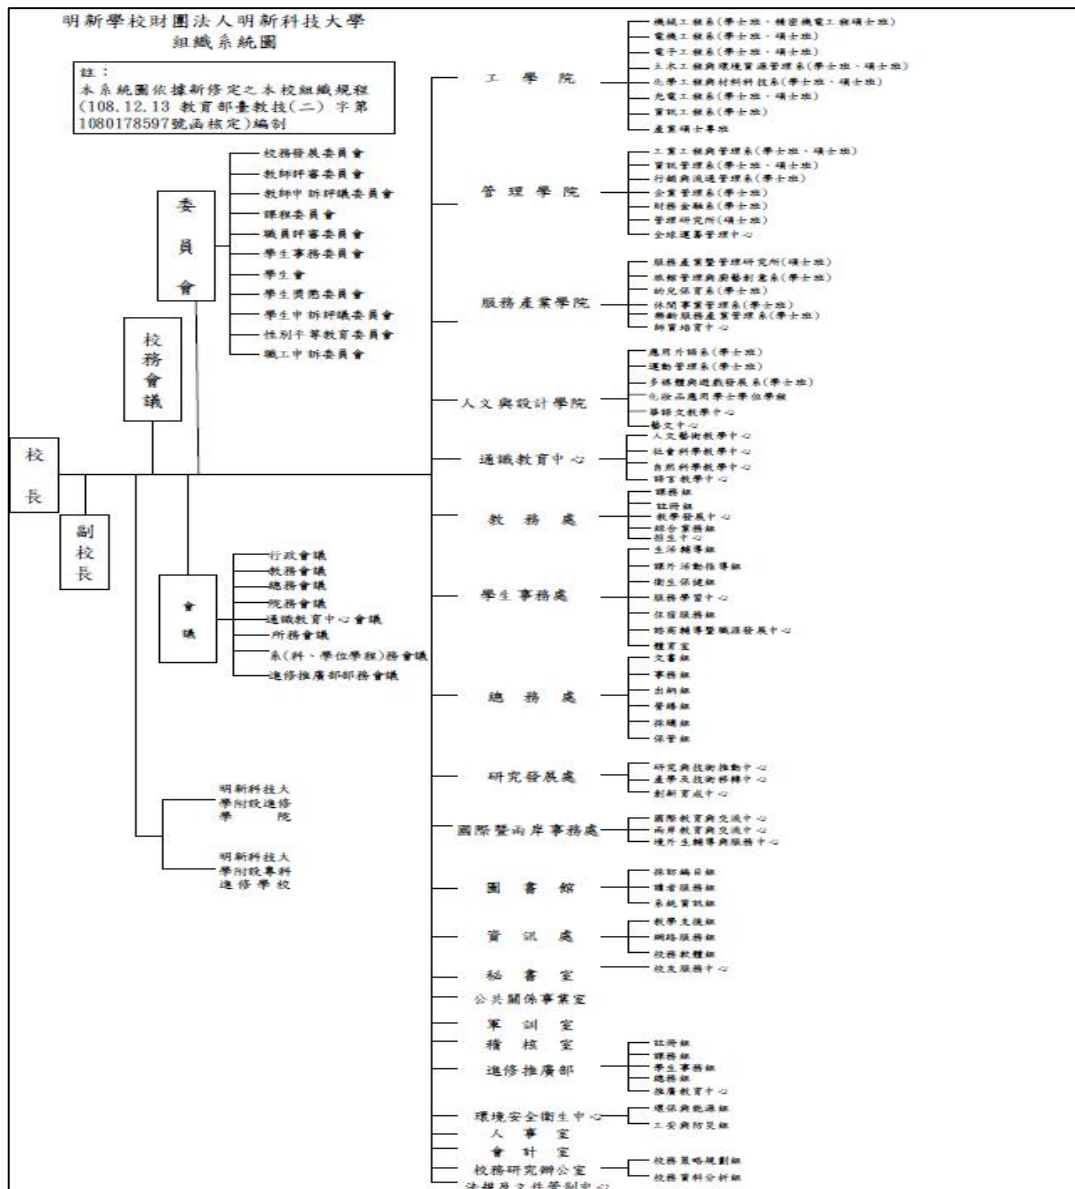 明新學校財團法人明新科技大學
組織系統圖
註：
本系統圖依據新修定之本校組織規程
(108.12.13 教育部臺教技(二) 字第
1080178597號函核定)編制
校長
副校長
校務會議
委員會
校務發展委員會
教師評審委員會
教師申訴評議委員會
課程委員會
職員評審委員會
學生事務委員會
學生會
學生獎懲委員會
學生申訴評議委員會
性別平等教育委員會
職工申訴委員會
會議
行政會議
教務會議
總務會議
院務會議
通識教育中心會議
所務會議
系(科、學位學程)務會議
進修推廣部部務會議
明新科技大
學附設進修
學院
明新科技大
學附設專科
進修學校
工學院
機械工程系(學士班、精密機電工程碩士班)
電機工程系(學士班、碩士班)
電子工程系(學士班、碩士班)
土木工程與環境資源管理系(學士班、碩士班)
化學工程與材料科技系(學士班、碩士班)
光電工程系(學士班、碩士班)
資訊工程系(學士班)
產業碩士專班
管理學院
工業工程與管理系(學士班、碩士班)
資訊管理系(學士班、碩士班)
行銷與流通管理系(學士班)
企業管理系(學士班)
財務金融系(學士班)
管理研究所(碩士班)
全球運籌管理中心
服務產業學院
服務產業暨管理研究所(碩士班)
旅館管理與廚藝創意系(學士班)
幼兒保育系(學士班)
休閒事業管理系(學士班)
樂齡服務產業管理系(學士班)
師資培育中心
人文與設計學院
應用外語系(學士班)
運動管理系(學士班)
多媒體與遊戲發展系(學士班)
化妝品應用學士學位學程
華語文教學中心
藝文中心
通識教育中心
人文藝術教學中心
社會科學教學中心
自然科學教學中心
語言教學中心
教務處
課務組
註冊組
教學發展中心
綜合業務組
招生中心
學生事務處
生活輔導組
課外活動指導組
衛生保健組
服務學習中心
住宿服務組
諮商輔導暨職涯發展中心
體育室
總務處
文書組
事務組
出納組
營繕組
採購組
保管組
研究發展處
研究與技術推動中心
產學及技術移轉中心
創新育成中心
國際暨兩岸事務處
國際教育與交流中心
兩岸教育與交流中心
境外生輔導與服務中心
圖書館
採訪編目組
讀者服務組
系統資訊組
資訊處
教學支援組
網路服務組
校務軟體組
秘書室
校友服務中心
公共關係事業室
軍訓室
稽核室
進修推廣部
註冊組
課務組
學生事務組
總務組
推廣教育中心
環境安全衛生中心
環保與能源組
工安與防災組
人事室
會計室
校務研究辦公室
校務策略規劃組
校務資料分析組
法規及文件管制中心